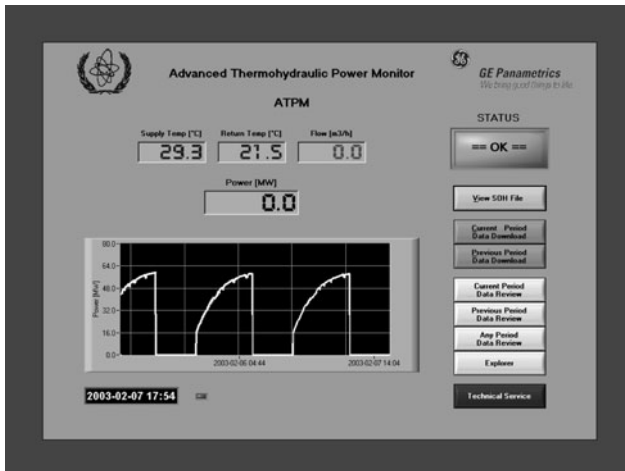 Advanced Thermohydraulic Power Monitor
GE Panametrics
We bring good things to life.
ATPM
STATUS
Supply Temp [°C]
Return Temp [°C]
Flow [m3/h]
29.3
21.5
0.0
== OK ==
Power [MW]
0.0
View SOH File
Current Period
Data Download
Previous Period
Data Download
Current Period
Data Review
Previous Period
Data Review
Any Period
Data Review
Explorer
Technical Service
Power [MW]
80.0
64.0
48.0
32.0
16.0
0.0
2003-02-06 04:44
2003-02-07 14:04
2003-02-07 17:54